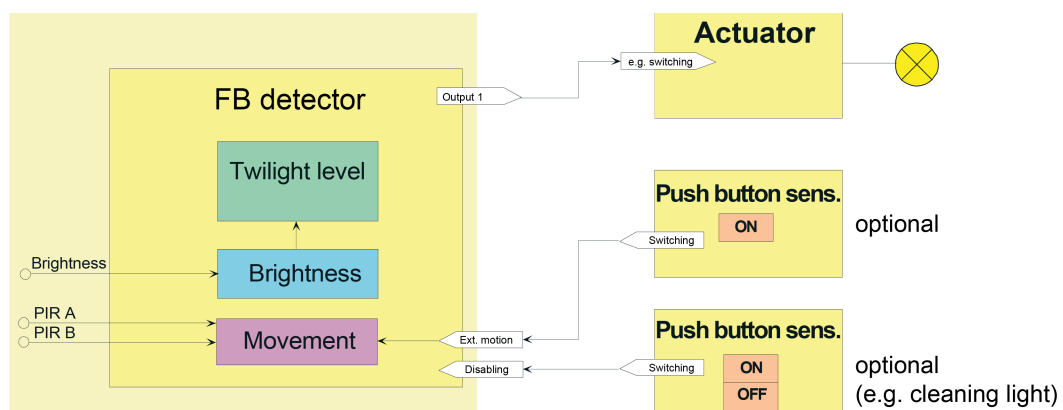 Actuator
e.g. switching
Output 1
FB detector
Twilight level
Brightness
Brightness
PIR A
PIR B
Movement
Ext. motion
Disabling
Push button sens.
ON
Switching
optional
Push button sens.
Switching
ON
OFF
optional
(e.g. cleaning light)